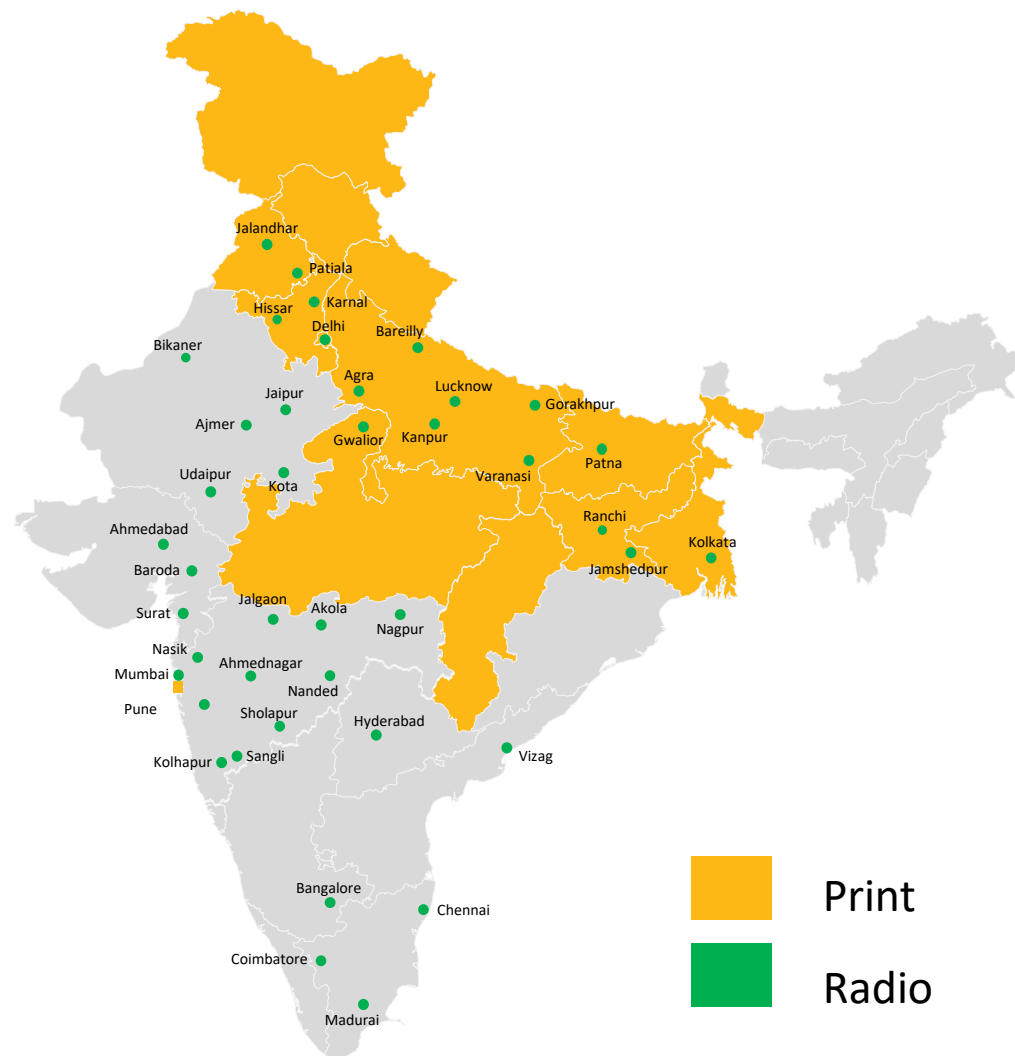 Jalandhar
Patiala
Karnal
Hissar
Delhi
Bareilly
Bikaner
Agra
Lucknow
Jaipur
Gorakhpur
Ajmer
Gwalior
Kanpur
Patna
Varanasi
Udaipur
Kota
Ranchi
Ahmedabad
Kolkata
Jamshedpur
Baroda
Jalgaon
Akola
Surat
Nagpur
Nasik
Ahmednagar
Mumbai
Nanded
Pune
Sholapur
Hyderabad
Sangli
Vizag
Kolhapur
Bangalore
Print
Chennai
Coimbatore
Radio
Madurai